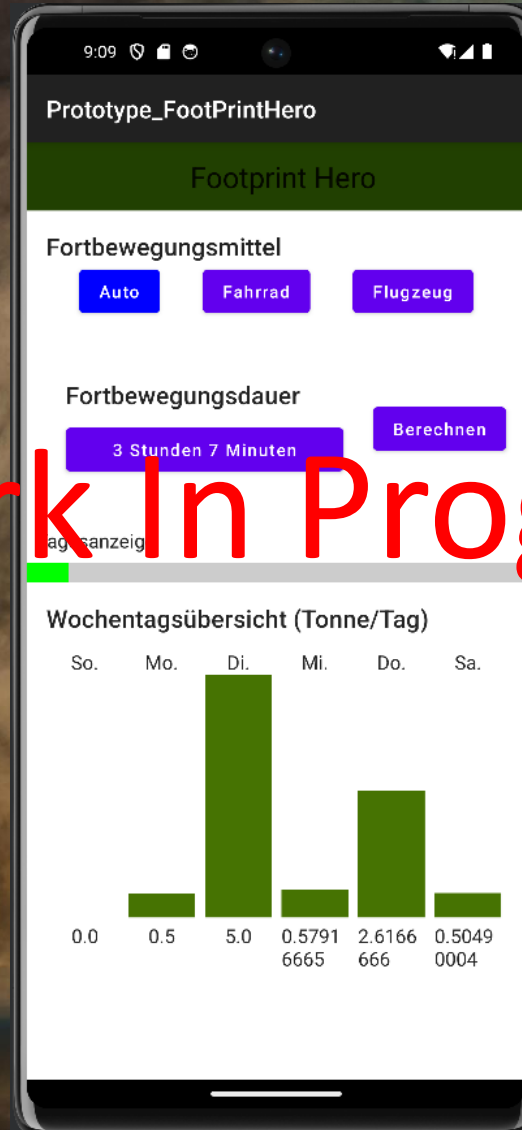 9:09
Prototype_FootPrintHero
Footprint Hero
Fortbewegungsmittel
Auto Fahrrad Flugzeug
Fortbewegungsdauer
Berechnen
3 Stunden 7 Minuten
rk In Prog
Wochentagsübersicht (Tonne/Tag)
So. Mo. Di. Mi. Do. Sa.
0.0 0.5 5.0 0.5791 2.6166 0.5049
6665 666 0004